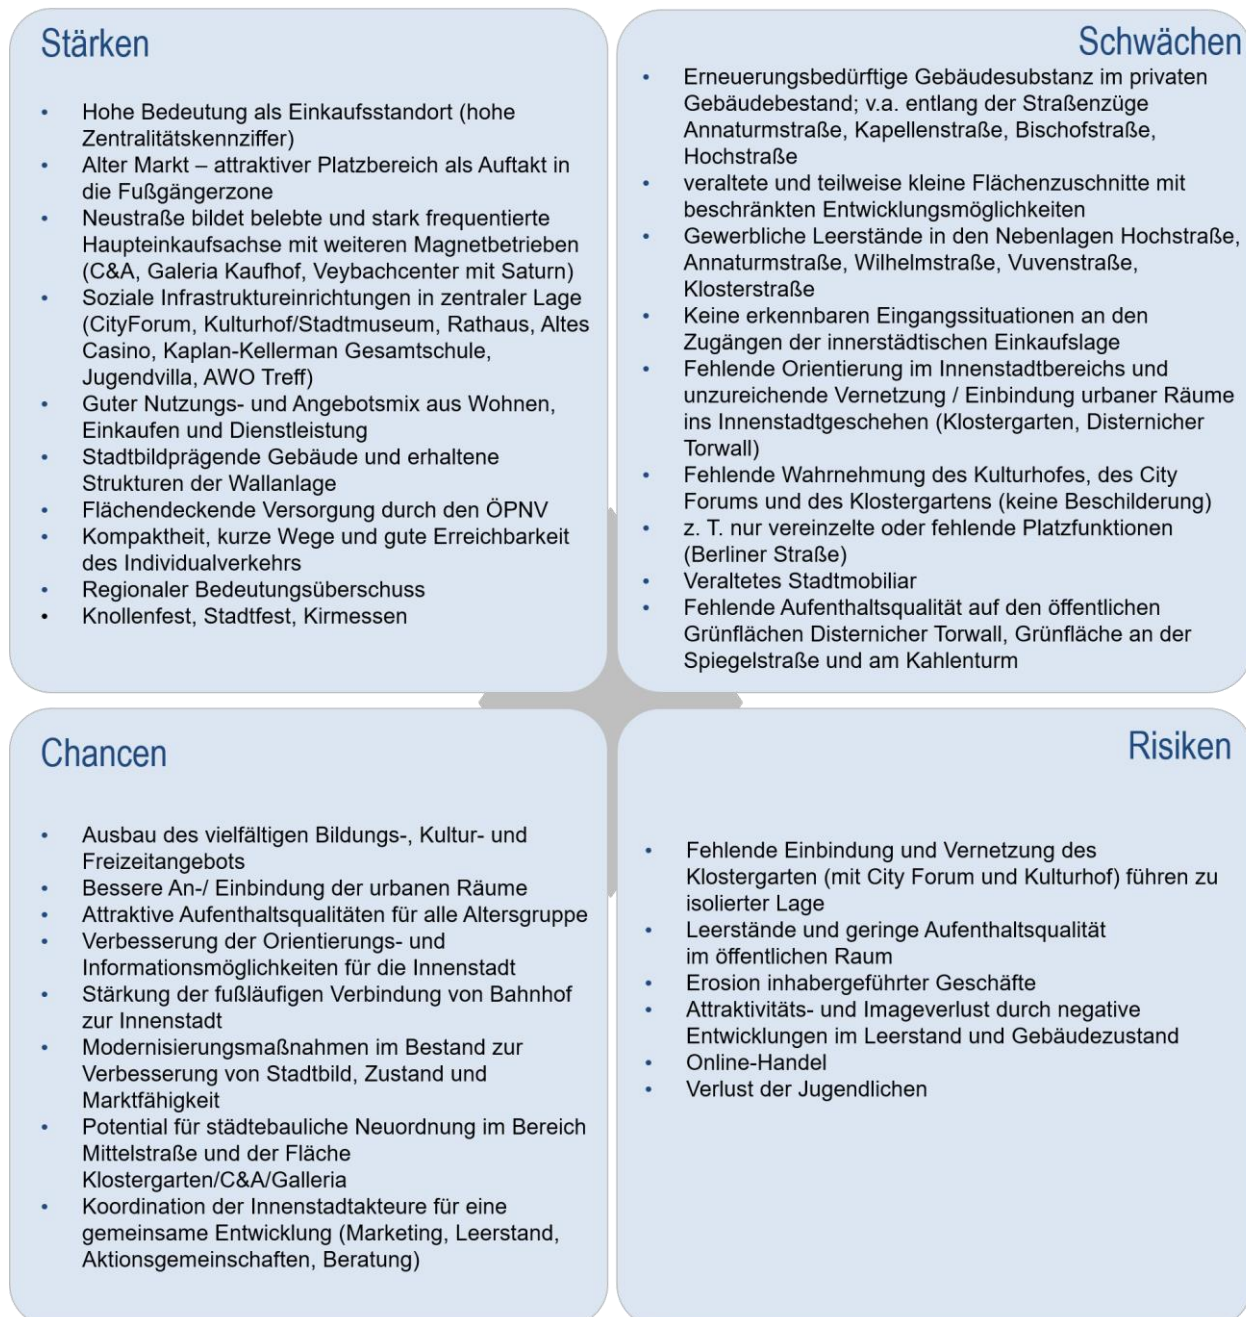 Stärken
• Hohe Bedeutung als Einkaufsstandort (hohe
Zentralitätskennziffer)
• Alter Markt – attraktiver Platzbereich als Auftakt in
die Fußgängerzone
• Neustraße bildet belebte und stark frequentierte
Haupteinkaufsachse mit weiteren Magnetbetrieben
(C&A, Galeria Kaufhof, Veybachcenter mit Saturn)
• Soziale Infrastruktureinrichtungen in zentraler Lage
(CityForum, Kulturhof/Stadtmuseum, Rathaus, Altes
Casino, Kaplan-Kellerman Gesamtschule,
Jugendvilla, AWO Treff)
• Guter Nutzungs- und Angebotsmix aus Wohnen,
Einkaufen und Dienstleistung
• Stadtbildprägende Gebäude und erhaltene
Strukturen der Wallanlage
• Flächendeckende Versorgung durch den ÖPNV
• Kompaktheit, kurze Wege und gute Erreichbarkeit
des Individualverkehrs
• Regionaler Bedeutungsüberschuss
• Knollenfest, Stadtfest, Kirmessen
Schwächen
• Erneuerungsbedürftige Gebäudesubstanz im privaten
Gebäudebestand; v.a. entlang der Straßenzüge
Annaturmstraße, Kapellenstraße, Bischofstraße,
Hochstraße
• veraltete und teilweise kleine Flächenzuschnitte mit
beschränkten Entwicklungsmöglichkeiten
• Gewerbliche Leerstände in den Nebenlagen Hochstraße,
Annaturmstraße, Wilhelmstraße, Vuvenstraße,
Klosterstraße
• Keine erkennbaren Eingangssituationen an den
Zugängen der innerstädtischen Einkaufslage
• Fehlende Orientierung im Innenstadtbereichs und
unzureichende Vernetzung / Einbindung urbaner Räume
ins Innenstadtgeschehen (Klostergarten, Disternicher
Torwall)
• Fehlende Wahrnehmung des Kulturhofes, des City
Forums und des Klostergartens (keine Beschilderung)
• z. T. nur vereinzelte oder fehlende Platzfunktionen
(Berliner Straße)
• Veraltetes Stadtmobiliar
• Fehlende Aufenthaltsqualität auf den öffentlichen
Grünflächen Disternicher Torwall, Grünfläche an der
Spiegelstraße und am Kahlenturm
Chancen
• Ausbau des vielfältigen Bildungs-, Kultur- und
Freizeitangebots
• Bessere An-/ Einbindung der urbanen Räume
• Attraktive Aufenthaltsqualitäten für alle Altersgruppe
• Verbesserung der Orientierungs- und
Informationsmöglichkeiten für die Innenstadt
• Stärkung der fußläufigen Verbindung von Bahnhof
zur Innenstadt
• Modernisierungsmaßnahmen im Bestand zur
Verbesserung von Stadtbild, Zustand und
Marktfähigkeit
• Potential für städtebauliche Neuordnung im Bereich
Mittelstraße und der Fläche
Klostergarten/C&A/Galleria
• Koordination der Innenstadtakteure für eine
gemeinsame Entwicklung (Marketing, Leerstand,
Aktionsgemeinschaften, Beratung)
Risiken
• Fehlende Einbindung und Vernetzung des
Klostergarten (mit City Forum und Kulturhof) führen zu
isolierter Lage
• Leerstände und geringe Aufenthaltsqualität
im öffentlichen Raum
• Erosion inhabergeführter Geschäfte
• Attraktivitäts- und Imageverlust durch negative
Entwicklungen im Leerstand und Gebäudezustand
• Online-Handel
• Verlust der Jugendlichen